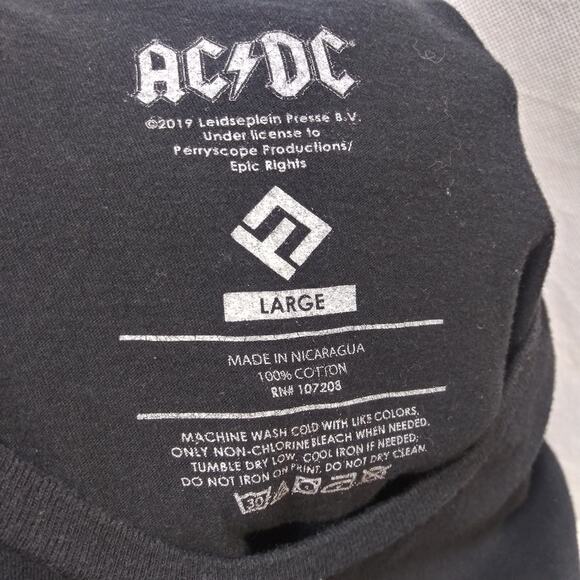 AC⚡DC
©2019 Leidseplein Presse B.V.
Under license to
Perryscope Productions/
Epic Rights
LARGE
MADE IN NICARAGUA
100% COTTON
RN# 107208
MACHINE WASH COLD WITH LIKE COLORS,
ONLY NON-CHLORINE BLEACH WHEN NEEDED.
TUMBLE DRY LOW. COOL IRON IF NEEDED;
DO NOT IRON ON PRINT. DO NOT DRY CLEAN.
30